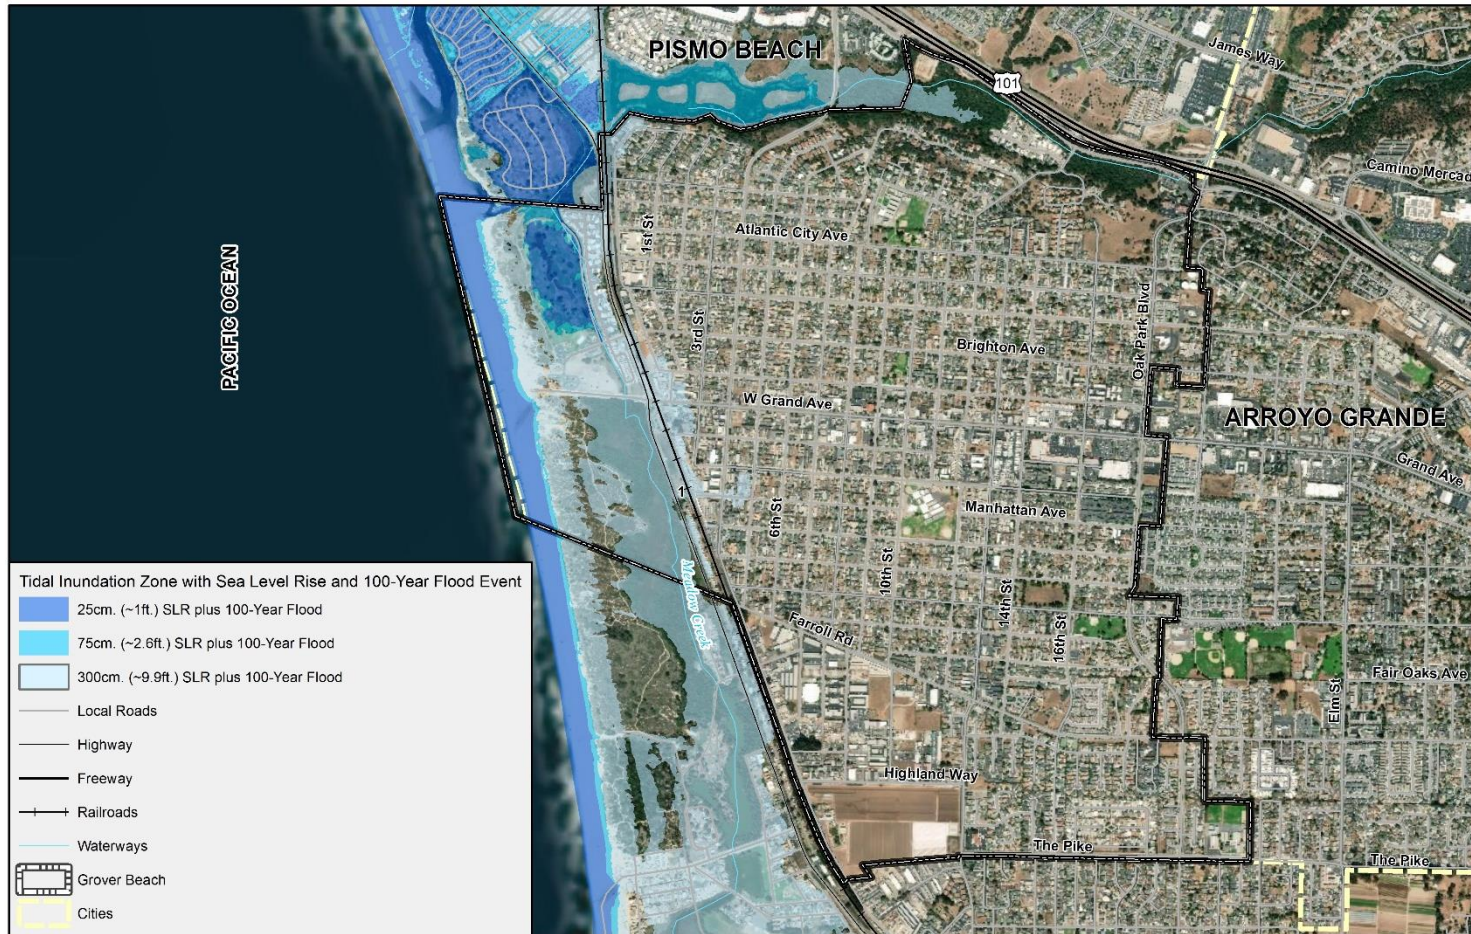 PISMO BEACH
James Way
101
Camino Mercad
1st St
Atlantic City Ave
PACIFIC OCEAN
Oak Park Blvd
3rd St
Brighton Ave
W Grand Ave
ARROYO GRANDE
Grand Ave
1
6th St
Manhattan Ave
10th St
Meadow Creek
14th St
16th St
Farroll Rd
Fair Oaks Ave
Elm St
Highland Way
The Pike
The Pike
Tidal Inundation Zone with Sea Level Rise and 100-Year Flood Event
25cm. (~1ft.) SLR plus 100-Year Flood
75cm. (~2.6ft.) SLR plus 100-Year Flood
300cm. (~9.9ft.) SLR plus 100-Year Flood
Local Roads
Highway
Freeway
Railroads
Waterways
Grover Beach
Cities